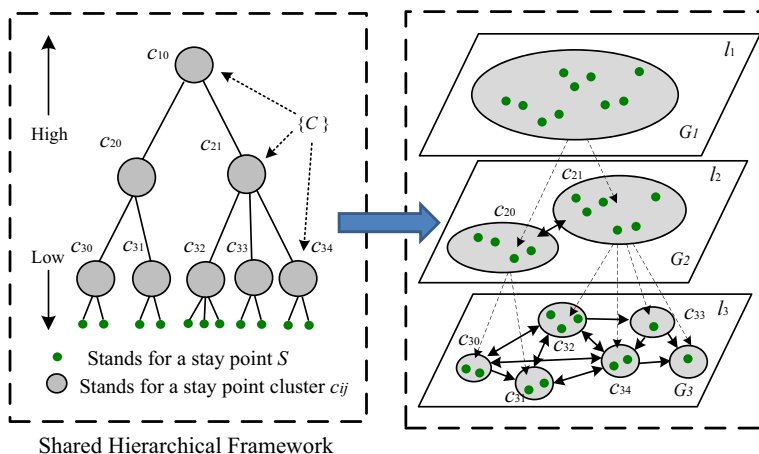 High
Low
c10
c20
c21
{C}
c30
c31
c32
c33
c34
Stands for a stay point S
Stands for a stay point cluster cij
Shared Hierarchical Framework
l1
G1
l2
c21
c20
G2
l3
c30
c32
c33
c31
c34
G3